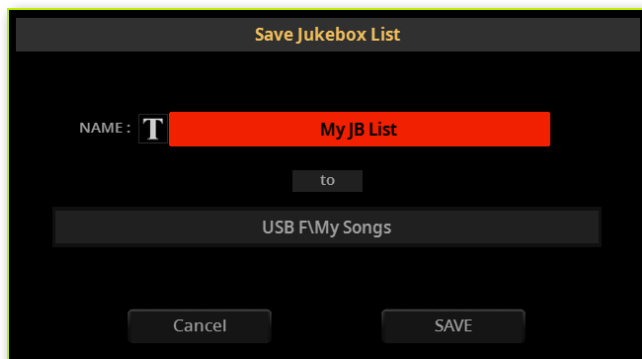 Save Jukebox List
NAME : T My JB List
to
USB F\My Songs
Cancel SAVE